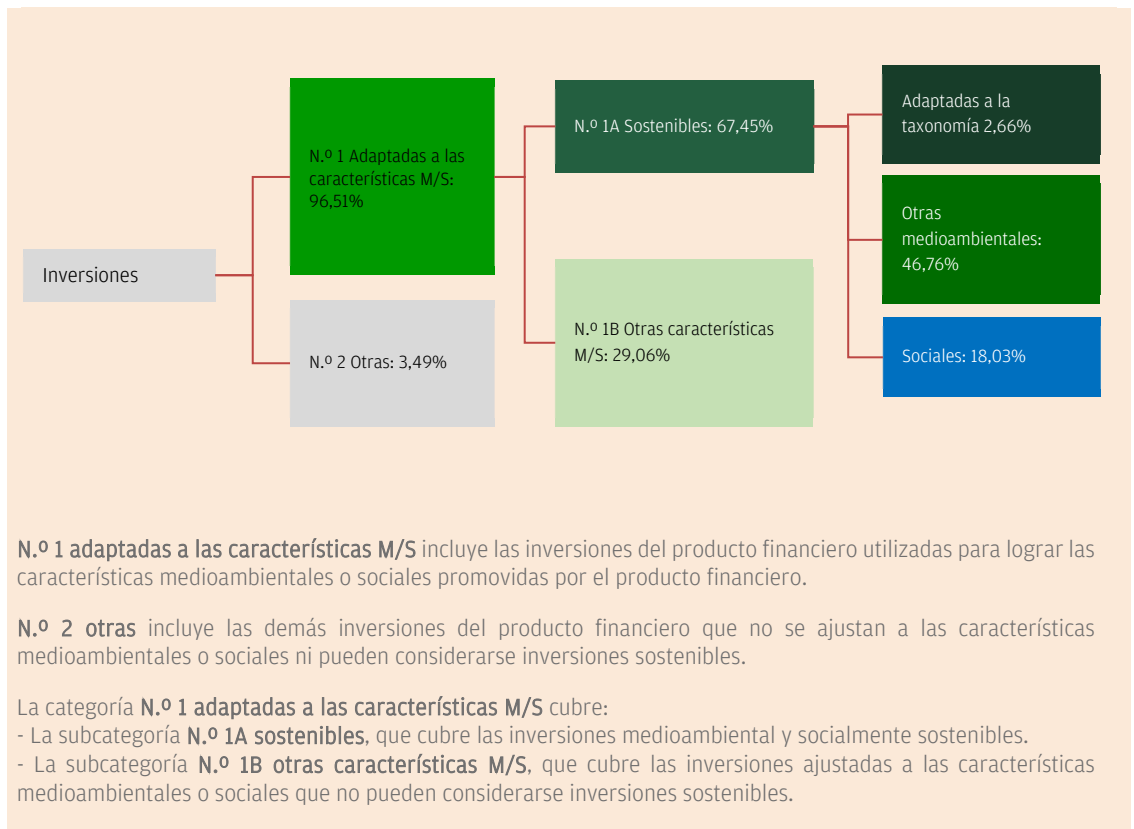 Inversiones
N.º 1 Adaptadas a las
características M/S:
96,51%
N.º 2 Otras: 3,49%
N.º 1A Sostenibles: 67,45%
N.º 1B Otras características
M/S: 29,06%
Adaptadas a la
taxonomía 2,66%
Otras
medioambientales:
46,76%
Sociales: 18,03%
N.º 1 adaptadas a las características M/S incluye las inversiones del producto financiero utilizadas para lograr las
características medioambientales o sociales promovidas por el producto financiero.
N.º 2 otras incluye las demás inversiones del producto financiero que no se ajustan a las características
medioambientales o sociales ni pueden considerarse inversiones sostenibles.
La categoría N.º 1 adaptadas a las características M/S cubre:
- La subcategoría N.º 1A sostenibles, que cubre las inversiones medioambiental y socialmente sostenibles.
- La subcategoría N.º 1B otras características M/S, que cubre las inversiones ajustadas a las características
medioambientales o sociales que no pueden considerarse inversiones sostenibles.